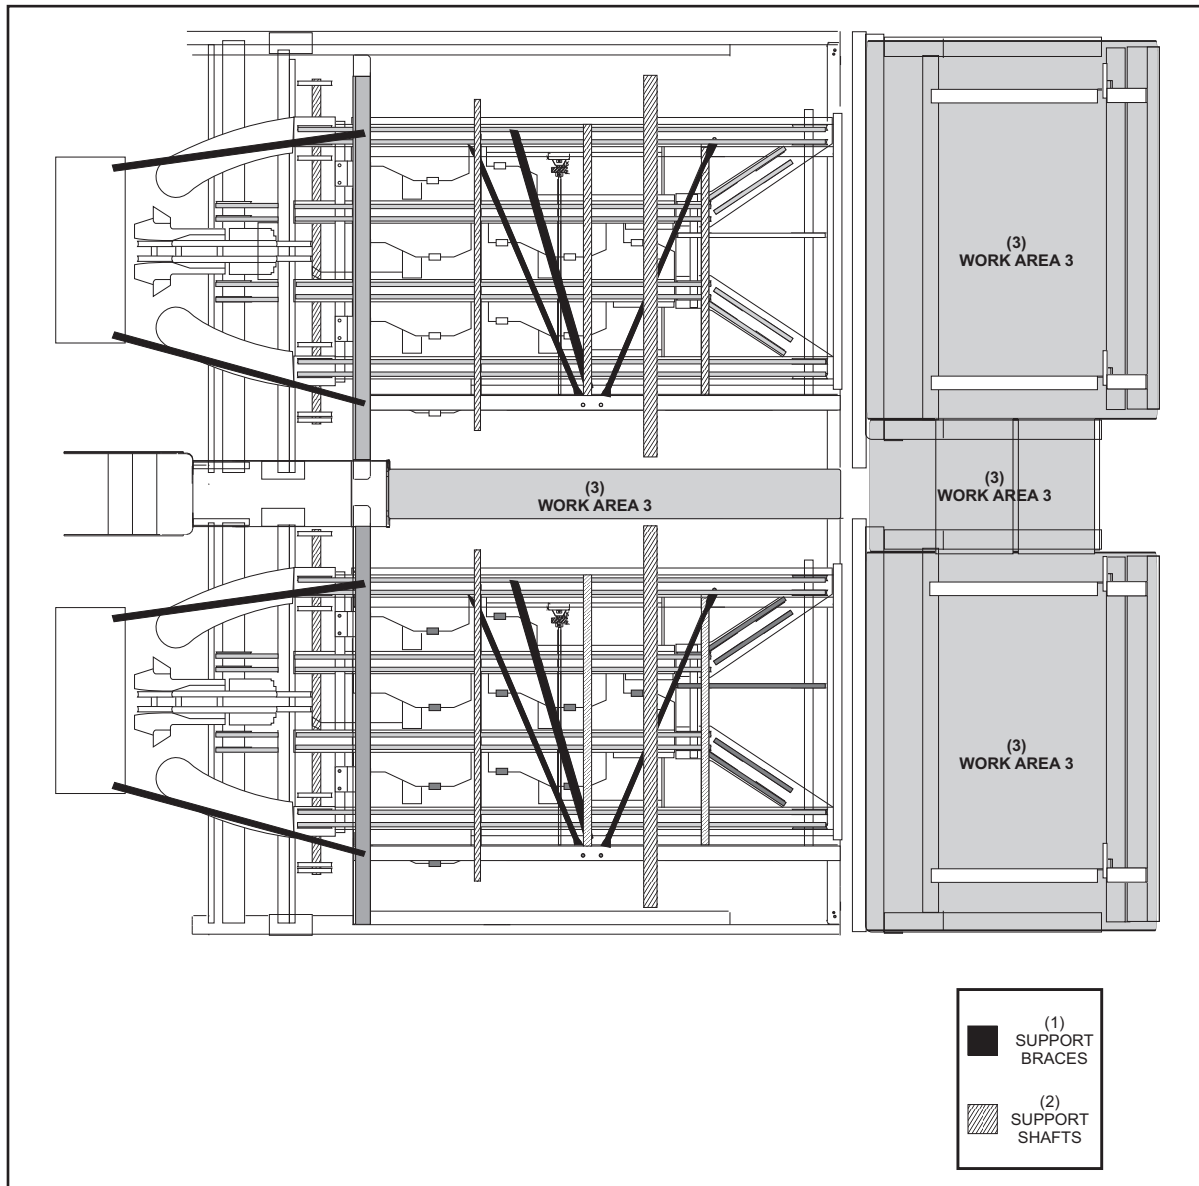 (3)
WORK AREA 3
(3)
WORK AREA 3
(3)
WORK AREA 3
(3)
WORK AREA 3
(1)
SUPPORT
BRACES
(2)
SUPPORT
SHAFTS